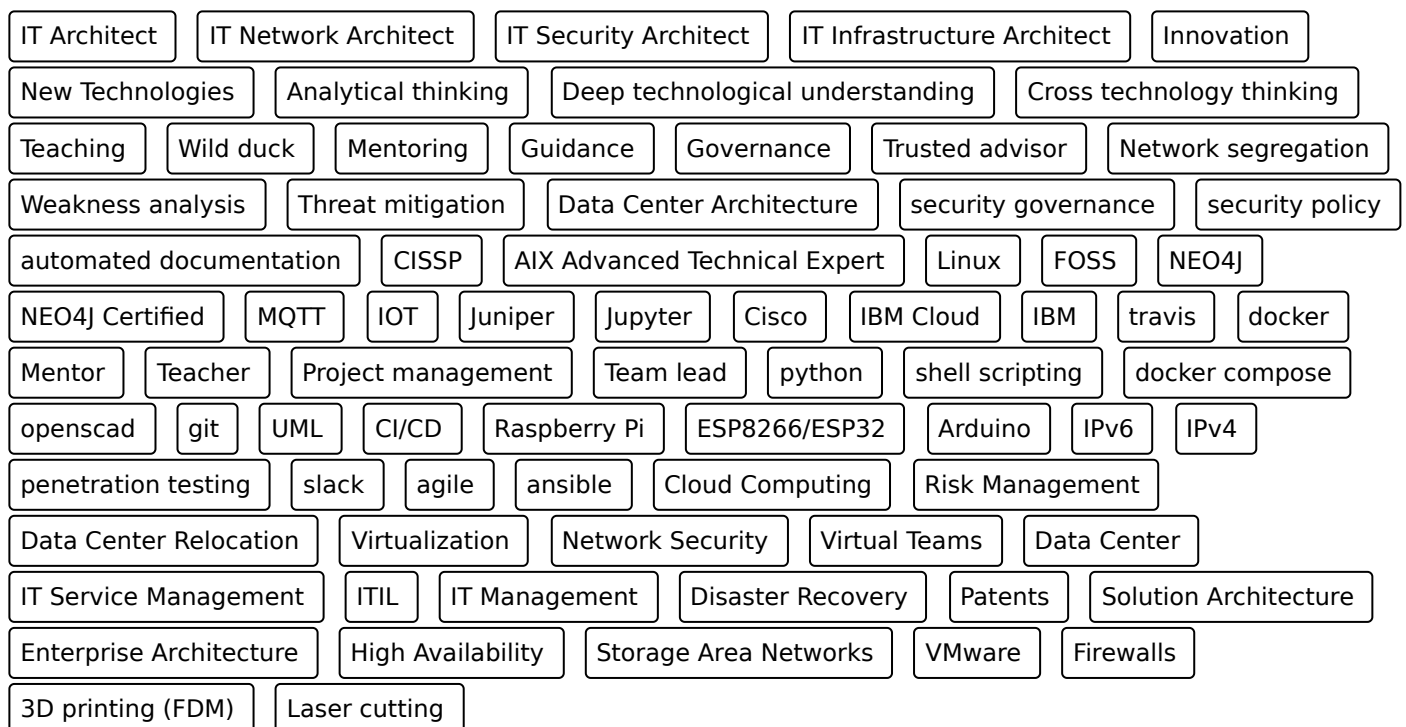 IT Architect IT Network Architect IT Security Architect IT Infrastructure Architect Innovation
New Technologies Analytical thinking Deep technological understanding Cross technology thinking
Teaching Wild duck Mentoring Guidance Governance Trusted advisor Network segregation
Weakness analysis Threat mitigation Data Center Architecture security governance security policy
automated documentation CISSP AIX Advanced Technical Expert Linux FOSS NEO4J
NEO4J Certified MQTT IOT Juniper Jupyter Cisco IBM Cloud IBM travis docker
Mentor Teacher Project management Team lead python shell scripting docker compose
openscad git UML CI/CD Raspberry Pi ESP8266/ESP32 Arduino IPv6 IPv4
penetration testing slack agile ansible Cloud Computing Risk Management
Data Center Relocation Virtualization Network Security Virtual Teams Data Center
IT Service Management ITIL IT Management Disaster Recovery Patents Solution Architecture
Enterprise Architecture High Availability Storage Area Networks VMware Firewalls
3D printing (FDM) Laser cutting